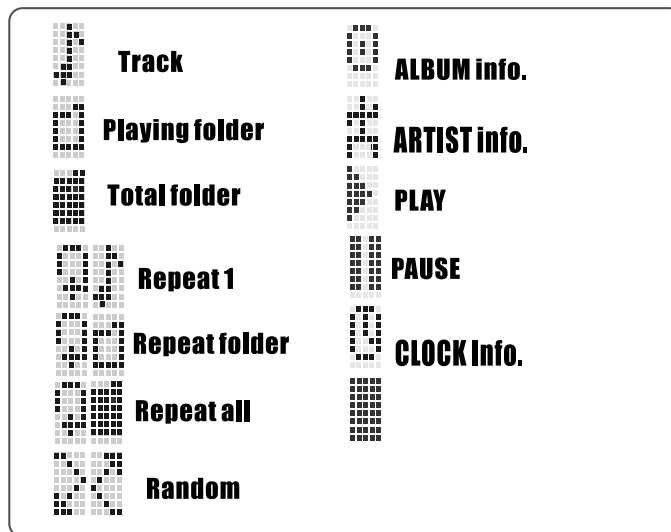 Track
Playing folder
Total folder
Repeat 1
Repeat folder
Repeat all
Random
ALBUM info.
ARTIST info.
PLAY
PAUSE
CLOCK Info.